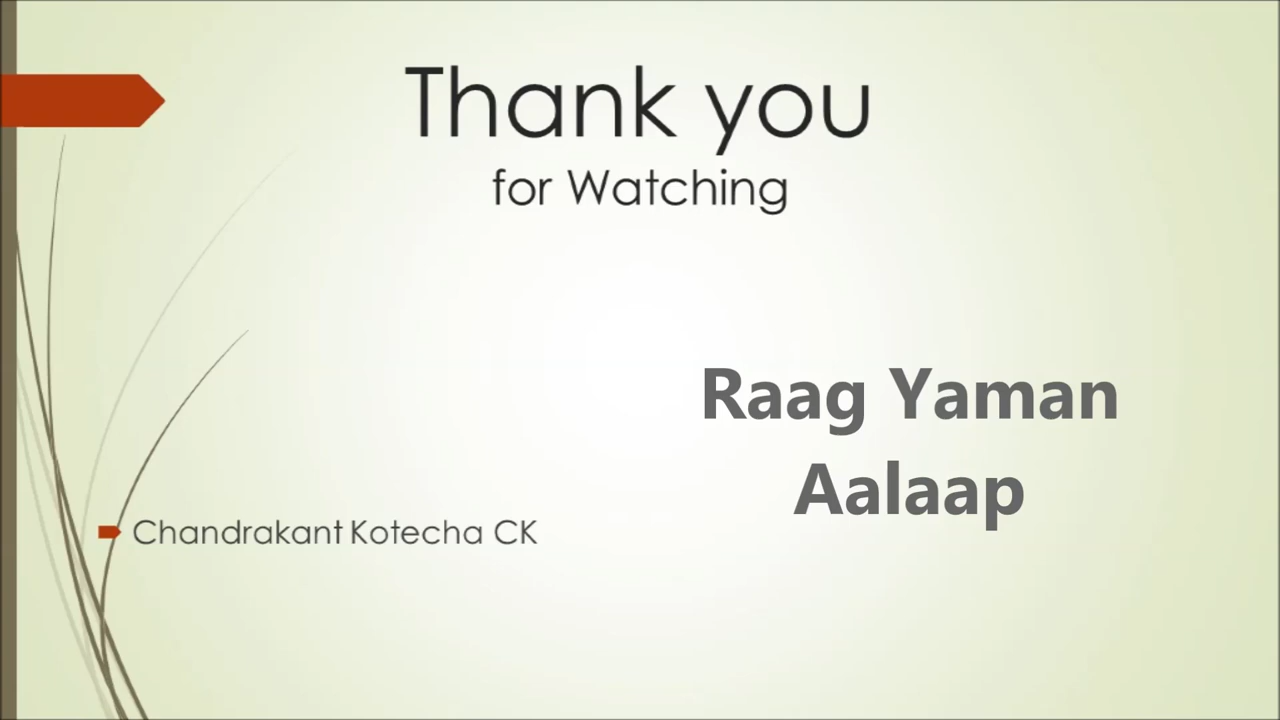 Thank you
for Watching
Raag Yaman
Aalaap
Chandrakant Kotecha CK